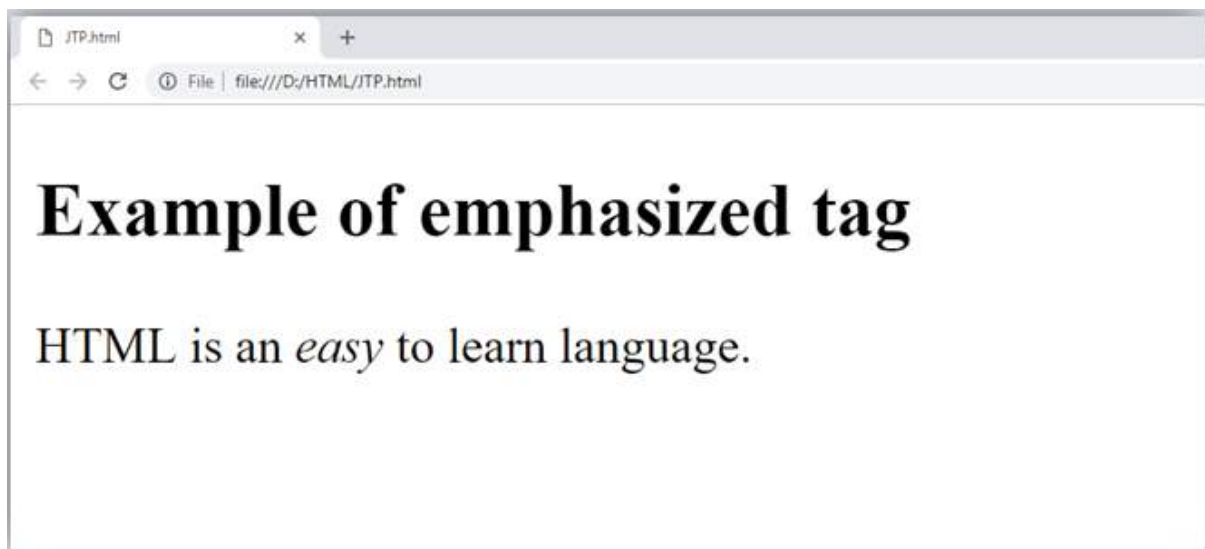 JTP.html
File | file:///D:/HTML/JTP.html
Example of emphasized tag
HTML is an easy to learn language.